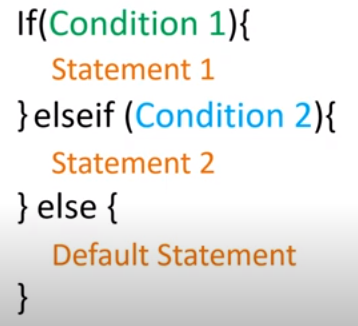 If(Condition 1){
Statement 1
}elseif (Condition 2){
Statement 2
} else {
Default Statement
}